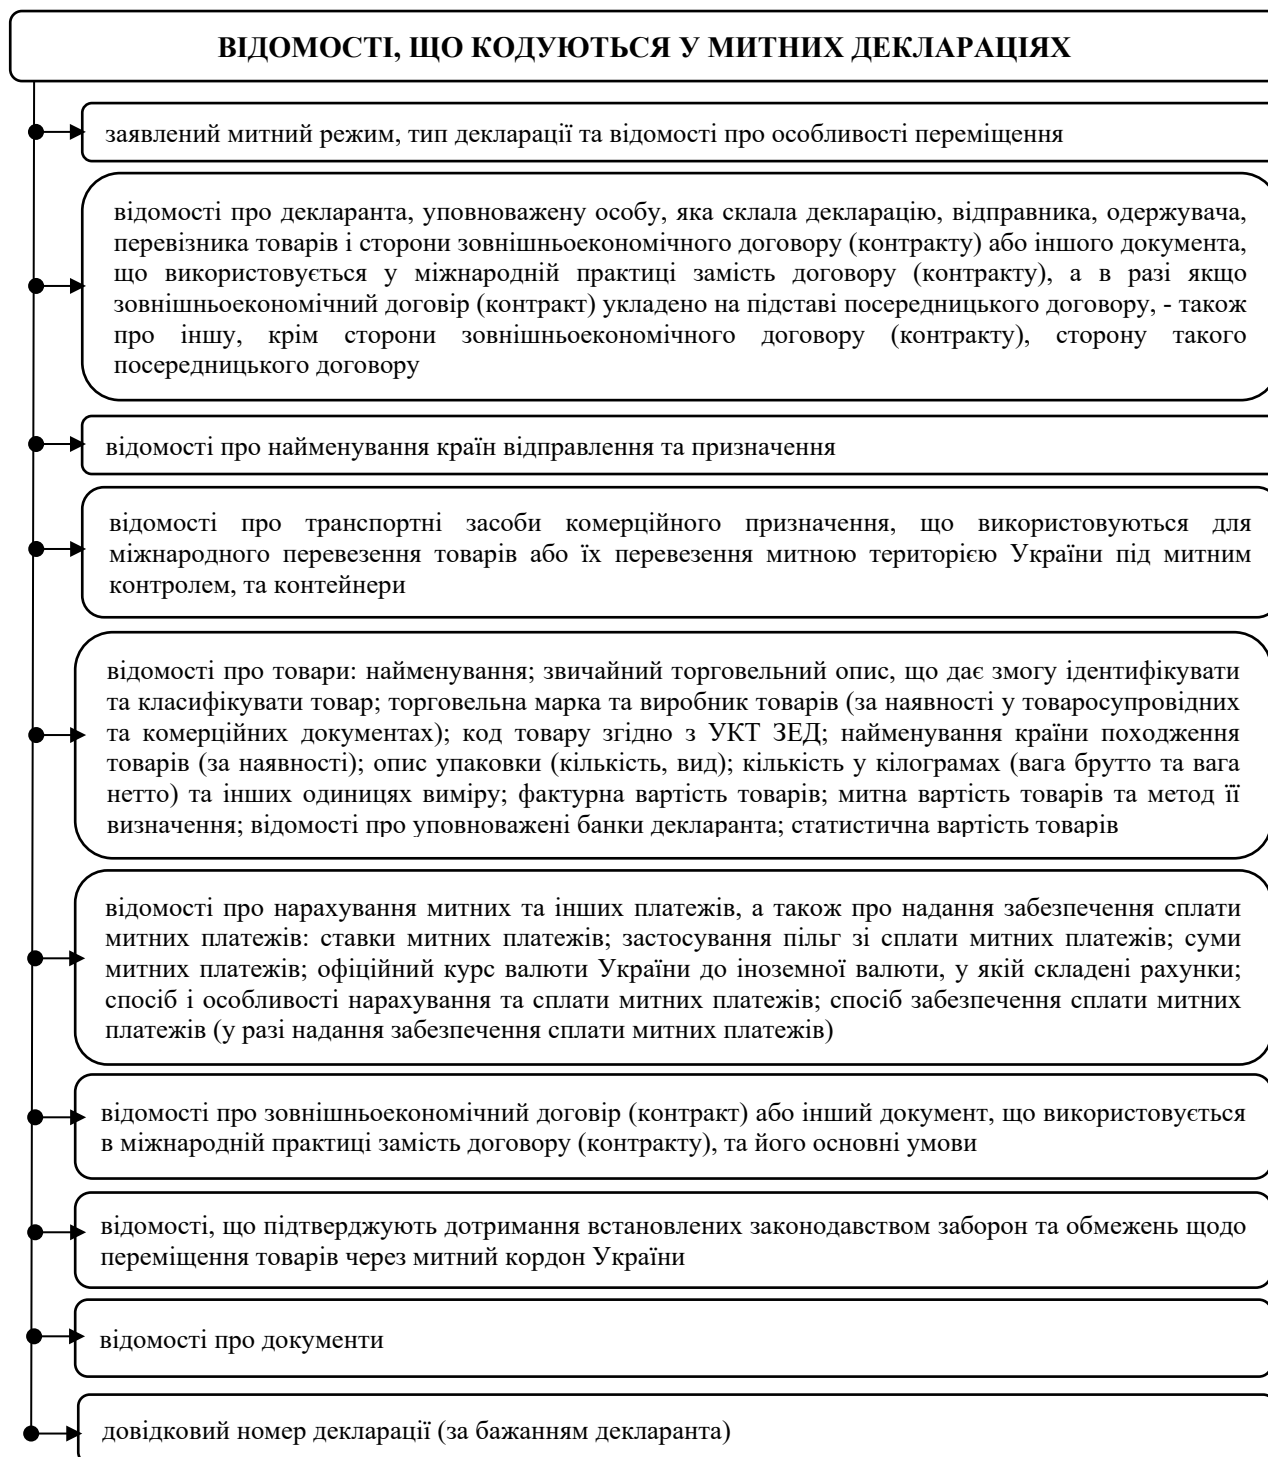 ВІДОМОСТІ, ЩО КОДУЮТЬСЯ У МИТНИХ ДЕКЛАРАЦІЯХ
заявлений митний режим, тип декларації та відомості про особливості переміщення
відомості про декларанта, уповноважену особу, яка склала декларацію, відправника, одержувача,
перевізника товарів і сторони зовнішньоекономічного договору (контракту) або іншого документа,
що використовується у міжнародній практиці замість договору (контракту), а в разі якщо
зовнішньоекономічний договір (контракт) укладено на підставі посередницького договору, - також
про іншу, крім сторони зовнішньоекономічного договору (контракту), сторону такого
посередницького договору
відомості про найменування країн відправлення та призначення
відомості про транспортні засоби комерційного призначення, що використовуються для
міжнародного перевезення товарів або їх перевезення митною територією України під митним
контролем, та контейнери
відомості про товари: найменування; звичайний торговельний опис, що дає змогу ідентифікувати
та класифікувати товар; торговельна марка та виробник товарів (за наявності у товаросупровідних
та комерційних документах); код товару згідно з УКТ ЗЕД; найменування країни походження
товарів (за наявності); опис упаковки (кількість, вид); кількість у кілограмах (вага брутто та вага
нетто) та інших одиницях виміру; фактурна вартість товарів; митна вартість товарів та метод її
визначення; відомості про уповноважені банки декларанта; статистична вартість товарів
відомості про нарахування митних та інших платежів, а також про надання забезпечення сплати
митних платежів: ставки митних платежів; застосування пільг зі сплати митних платежів; суми
митних платежів; офіційний курс валюти України до іноземної валюти, у якій складені рахунки;
спосіб і особливості нарахування та сплати митних платежів; спосіб забезпечення сплати митних
платежів (у разі надання забезпечення сплати митних платежів)
відомості про зовнішньоекономічний договір (контракт) або інший документ, що використовується
в міжнародній практиці замість договору (контракту), та його основні умови
відомості, що підтверджують дотримання встановлених законодавством заборон та обмежень щодо
переміщення товарів через митний кордон України
відомості про документи
довідковий номер декларації (за бажанням декларанта)